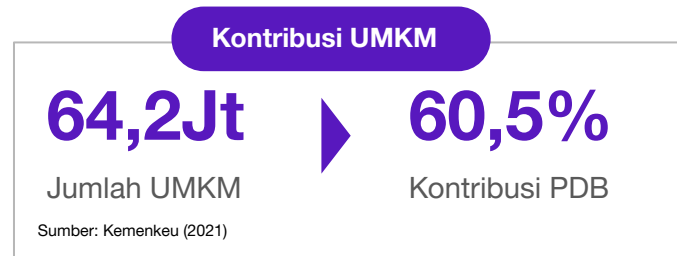 Kontribusi UMKM
64,2Jt
60,5%
Jumlah UMKM
Kontribusi PDB
Sumber: Kemenkeu (2021)